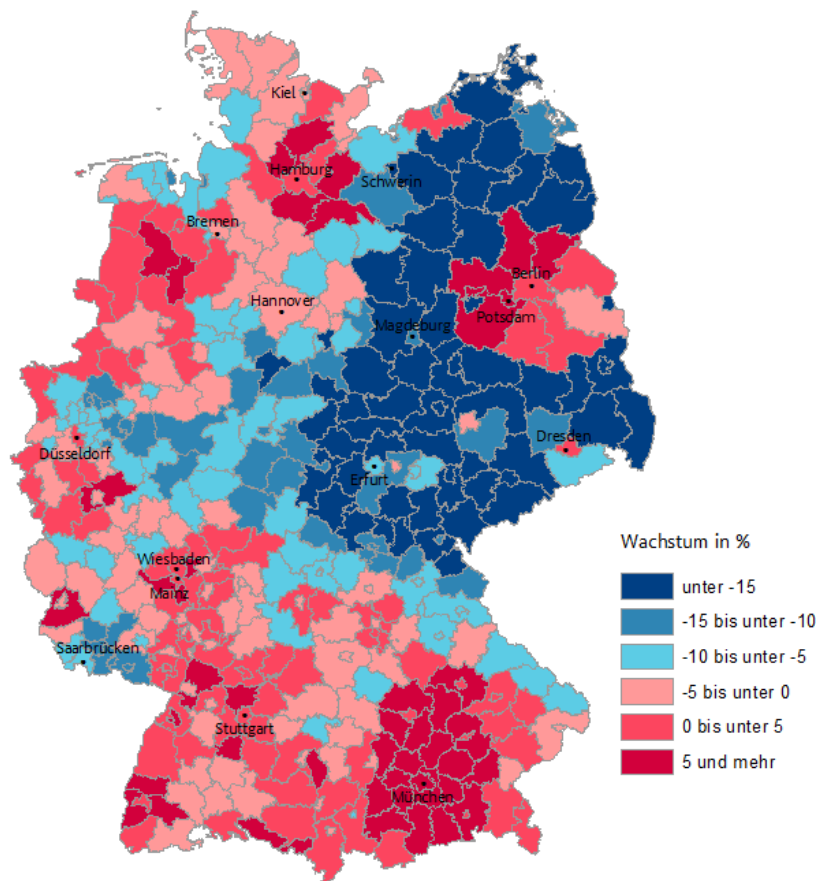 Kiel
Hamburg
Schwerin
Bremen
Berlin
Hannover
Potsdam
Magdeburg
Düsseldorf
Dresden
Erfurt
Wiesbaden
Mainz
Saarbrücken
Stuttgart
München
Wachstum in %
unter -15
-15 bis unter -10
-10 bis unter -5
-5 bis unter 0
0 bis unter 5
5 und mehr